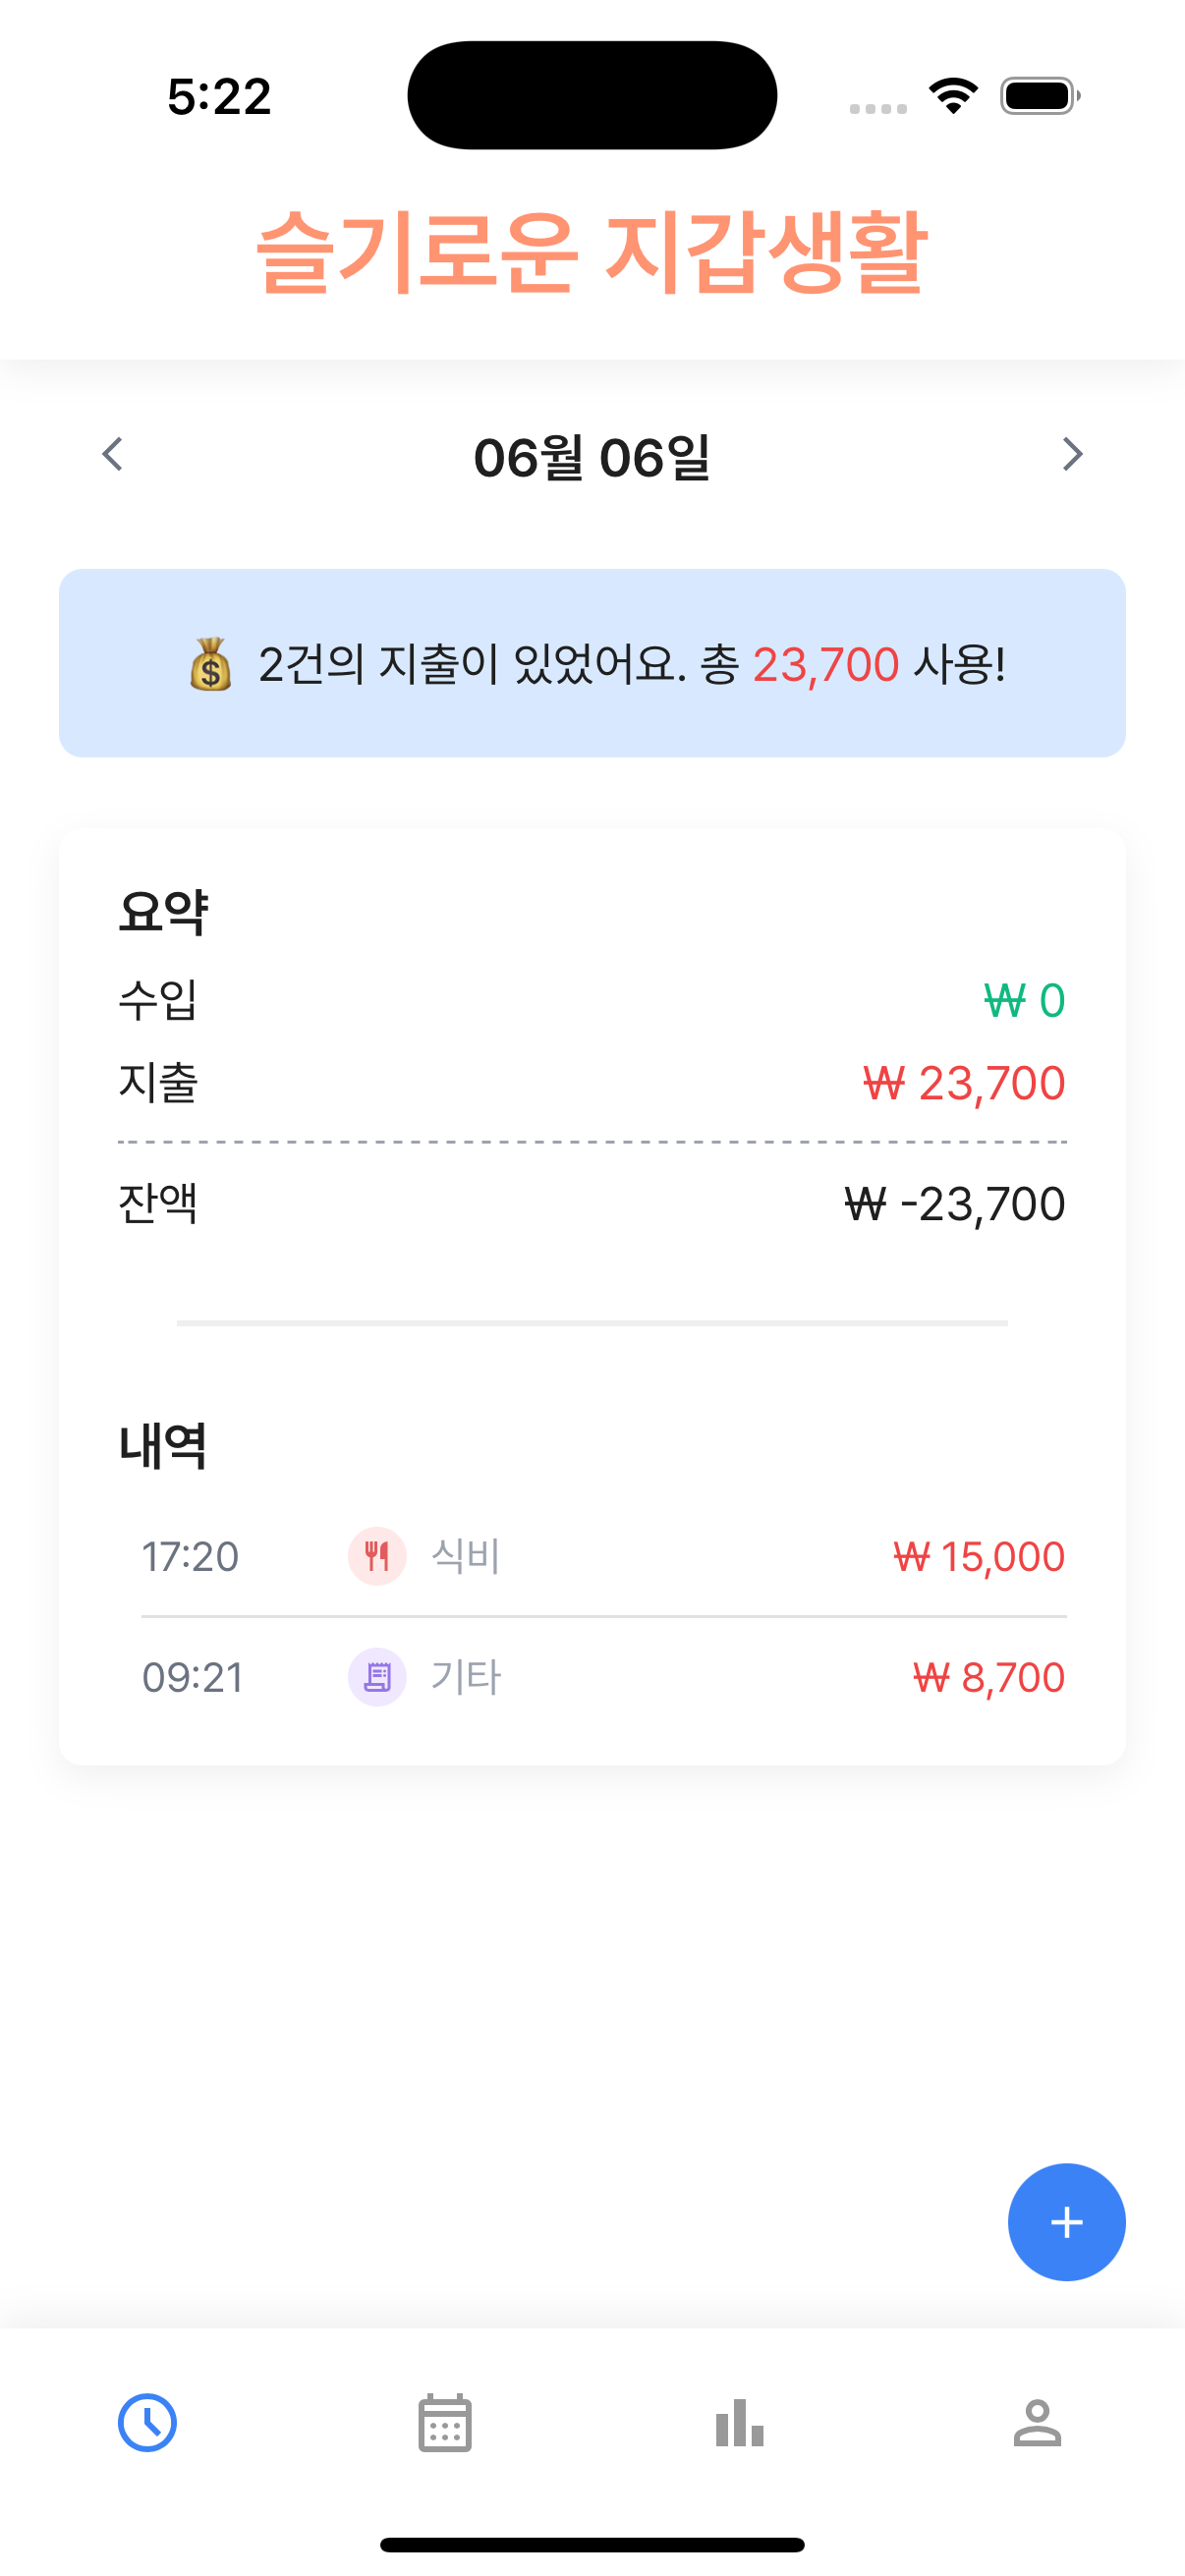 5:22
슬기로운 지갑생활
06월 06일
💰 2건의 지출이 있었어요. 총 23,700 사용!
요약
수입 ₩ 0
지출 ₩ 23,700
잔액 ₩ -23,700
내역
17:20 식비 ₩ 15,000
09:21 기타 ₩ 8,700